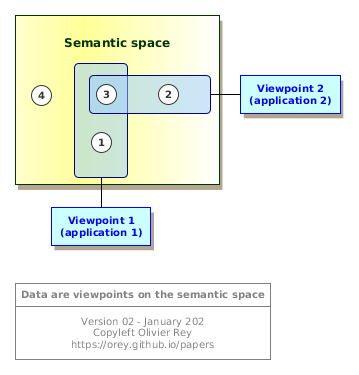 Semantic space
4
3
2
1
Viewpoint 2
(application 2)
Viewpoint 1
(application 1)
Data are viewpoints on the semantic space
Version 02 - January 202
Copyleft Olivier Rey
https://orey.github.io/papers